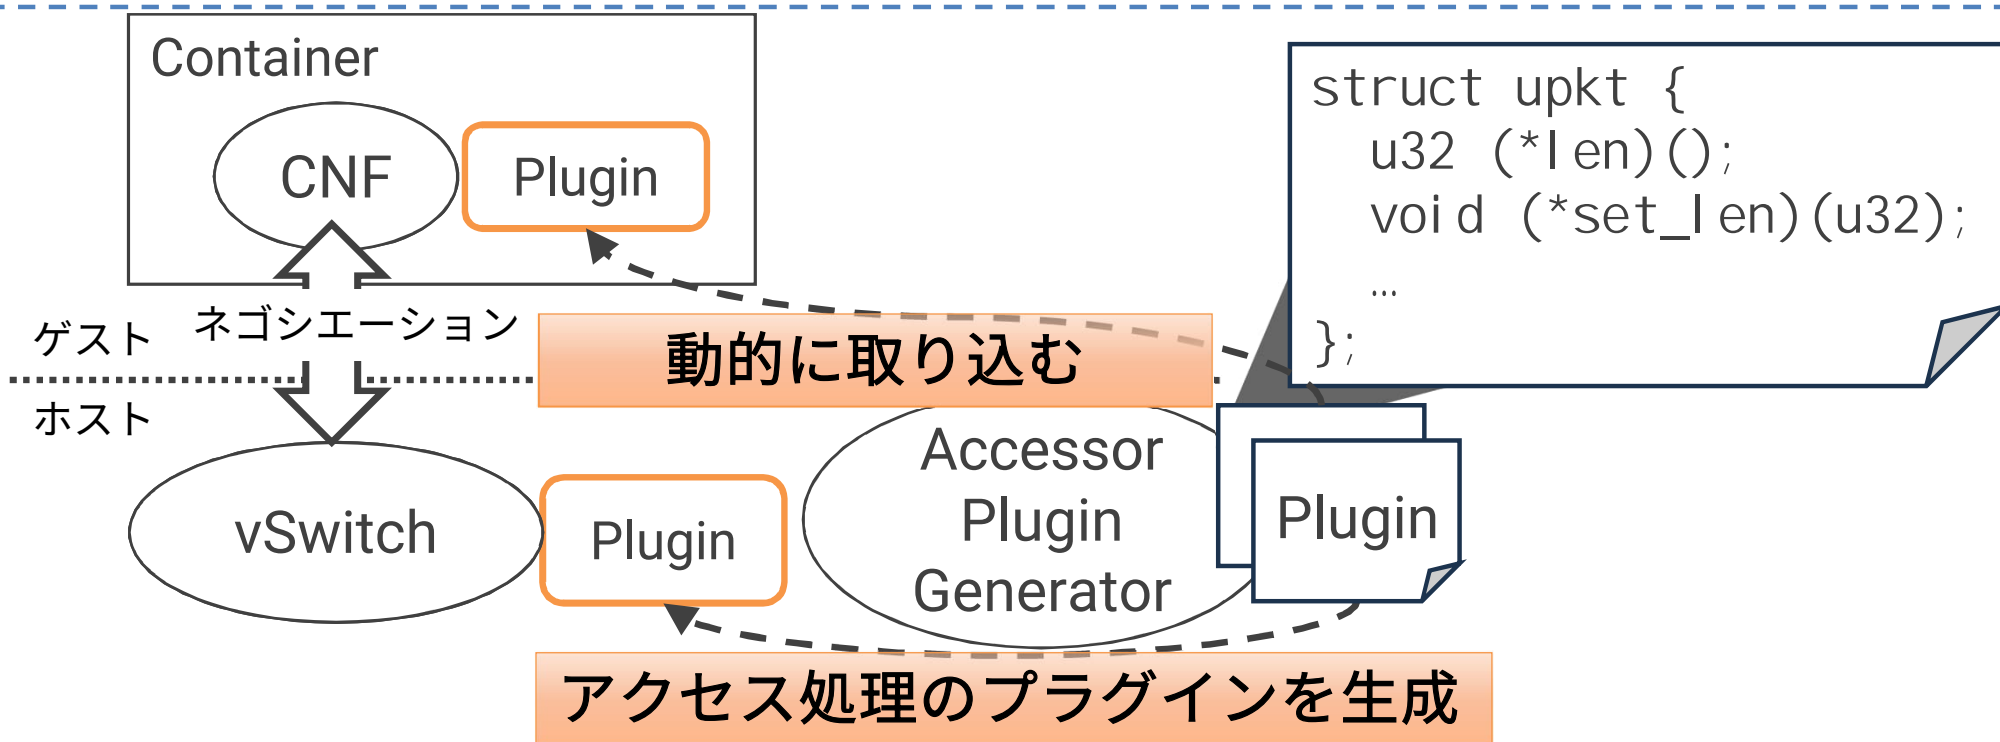 Container
CNF
Plugin
struct upkt {
u32 (*len)();
void (*set_len)(u32);
…
};
ゲスト
ネゴシエーション
動的に取り込む
ホスト
vSwitch
Plugin
Accessor
Plugin
Generator
Plugin
アクセス処理のプラグインを生成